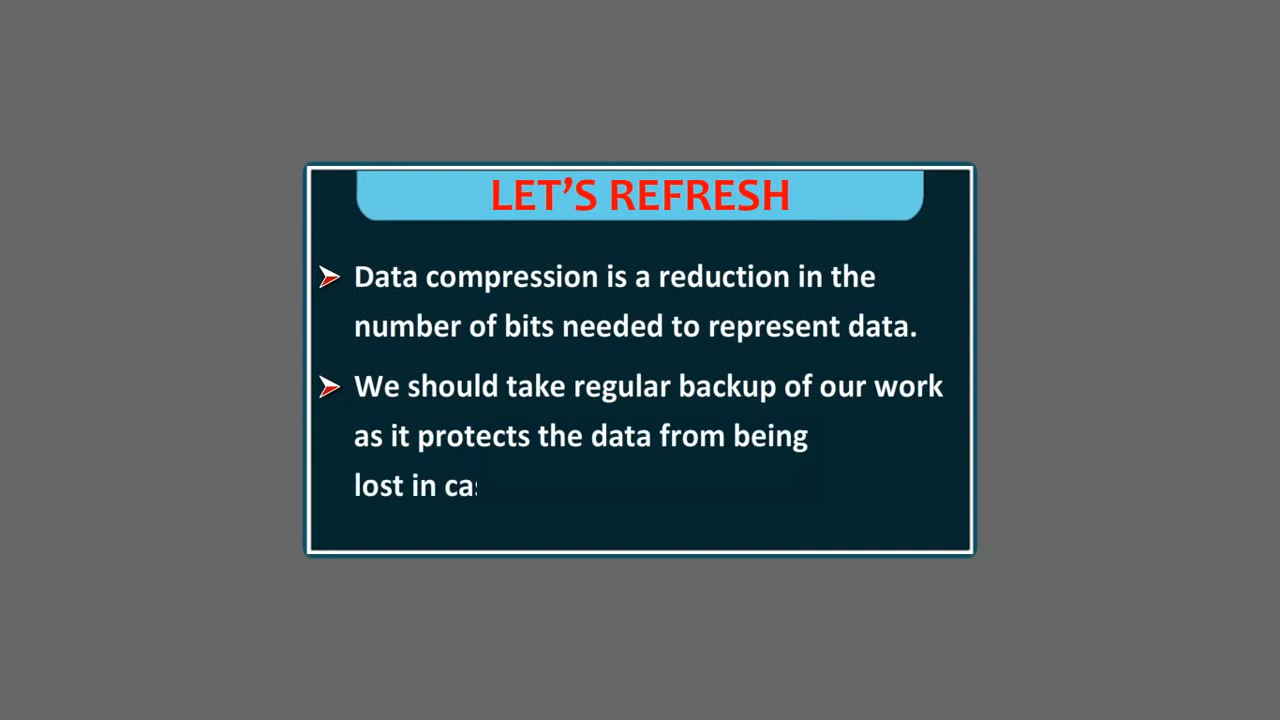 LET'S REFRESH
Data compression is a reduction in the
number of bits needed to represent data.
We should take regular backup of our work
as it protects the data from being
lost in